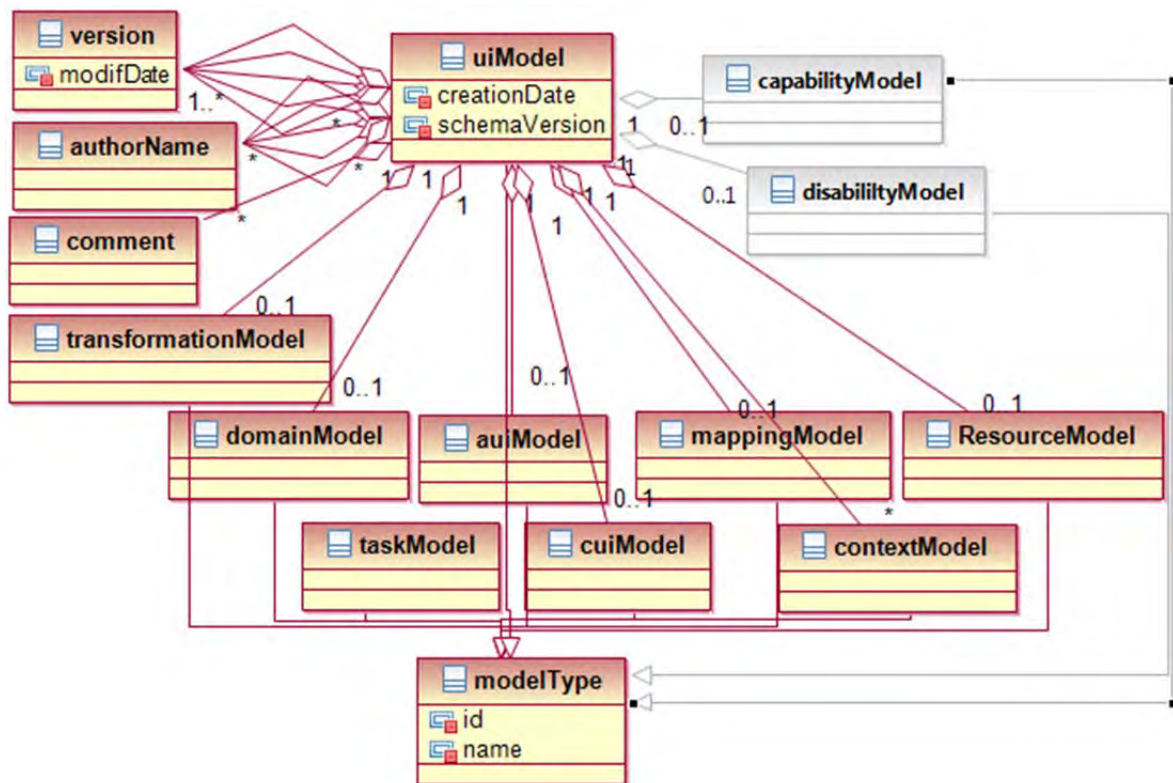 version
modifDate
1..*
authorName
*
*
*
*
comment
uiModel
creationDate
schemaVersion
capabilityModel
1
0..1
disabililtyModel
0..1
1
1
1
1
1
1
1
1
1
0..1
transformationModel
0..1
0..1
domainModel
auiModel
0..1
mappingModel
0..1
ResourceModel
0..1
*
taskModel
cuiModel
contextModel
modelType
id
name